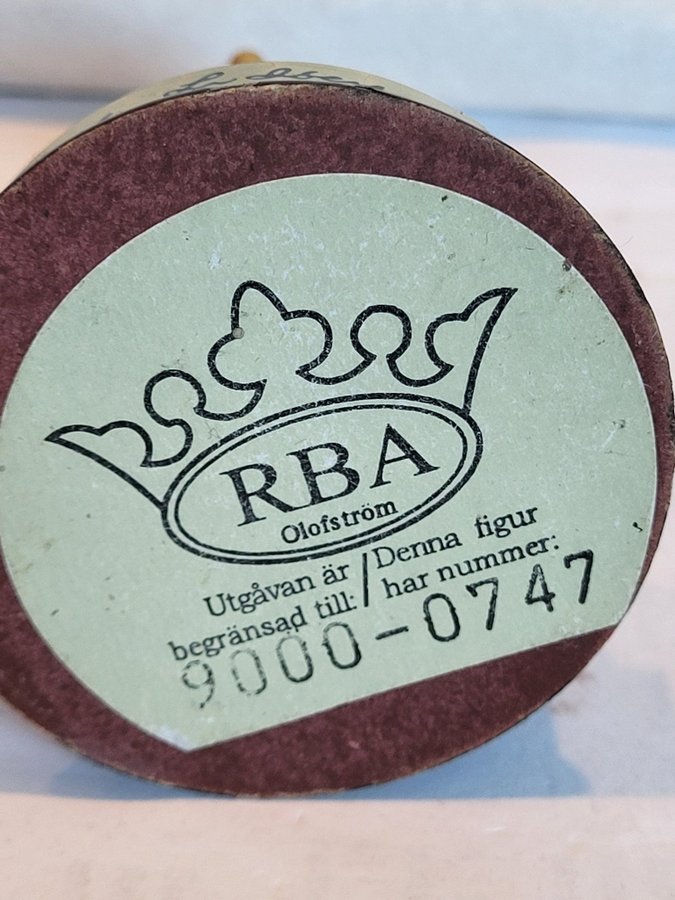 RBA
Olofström
Utgåvan är / Denna figur
begränsad till: / har nummer:
9000-0747